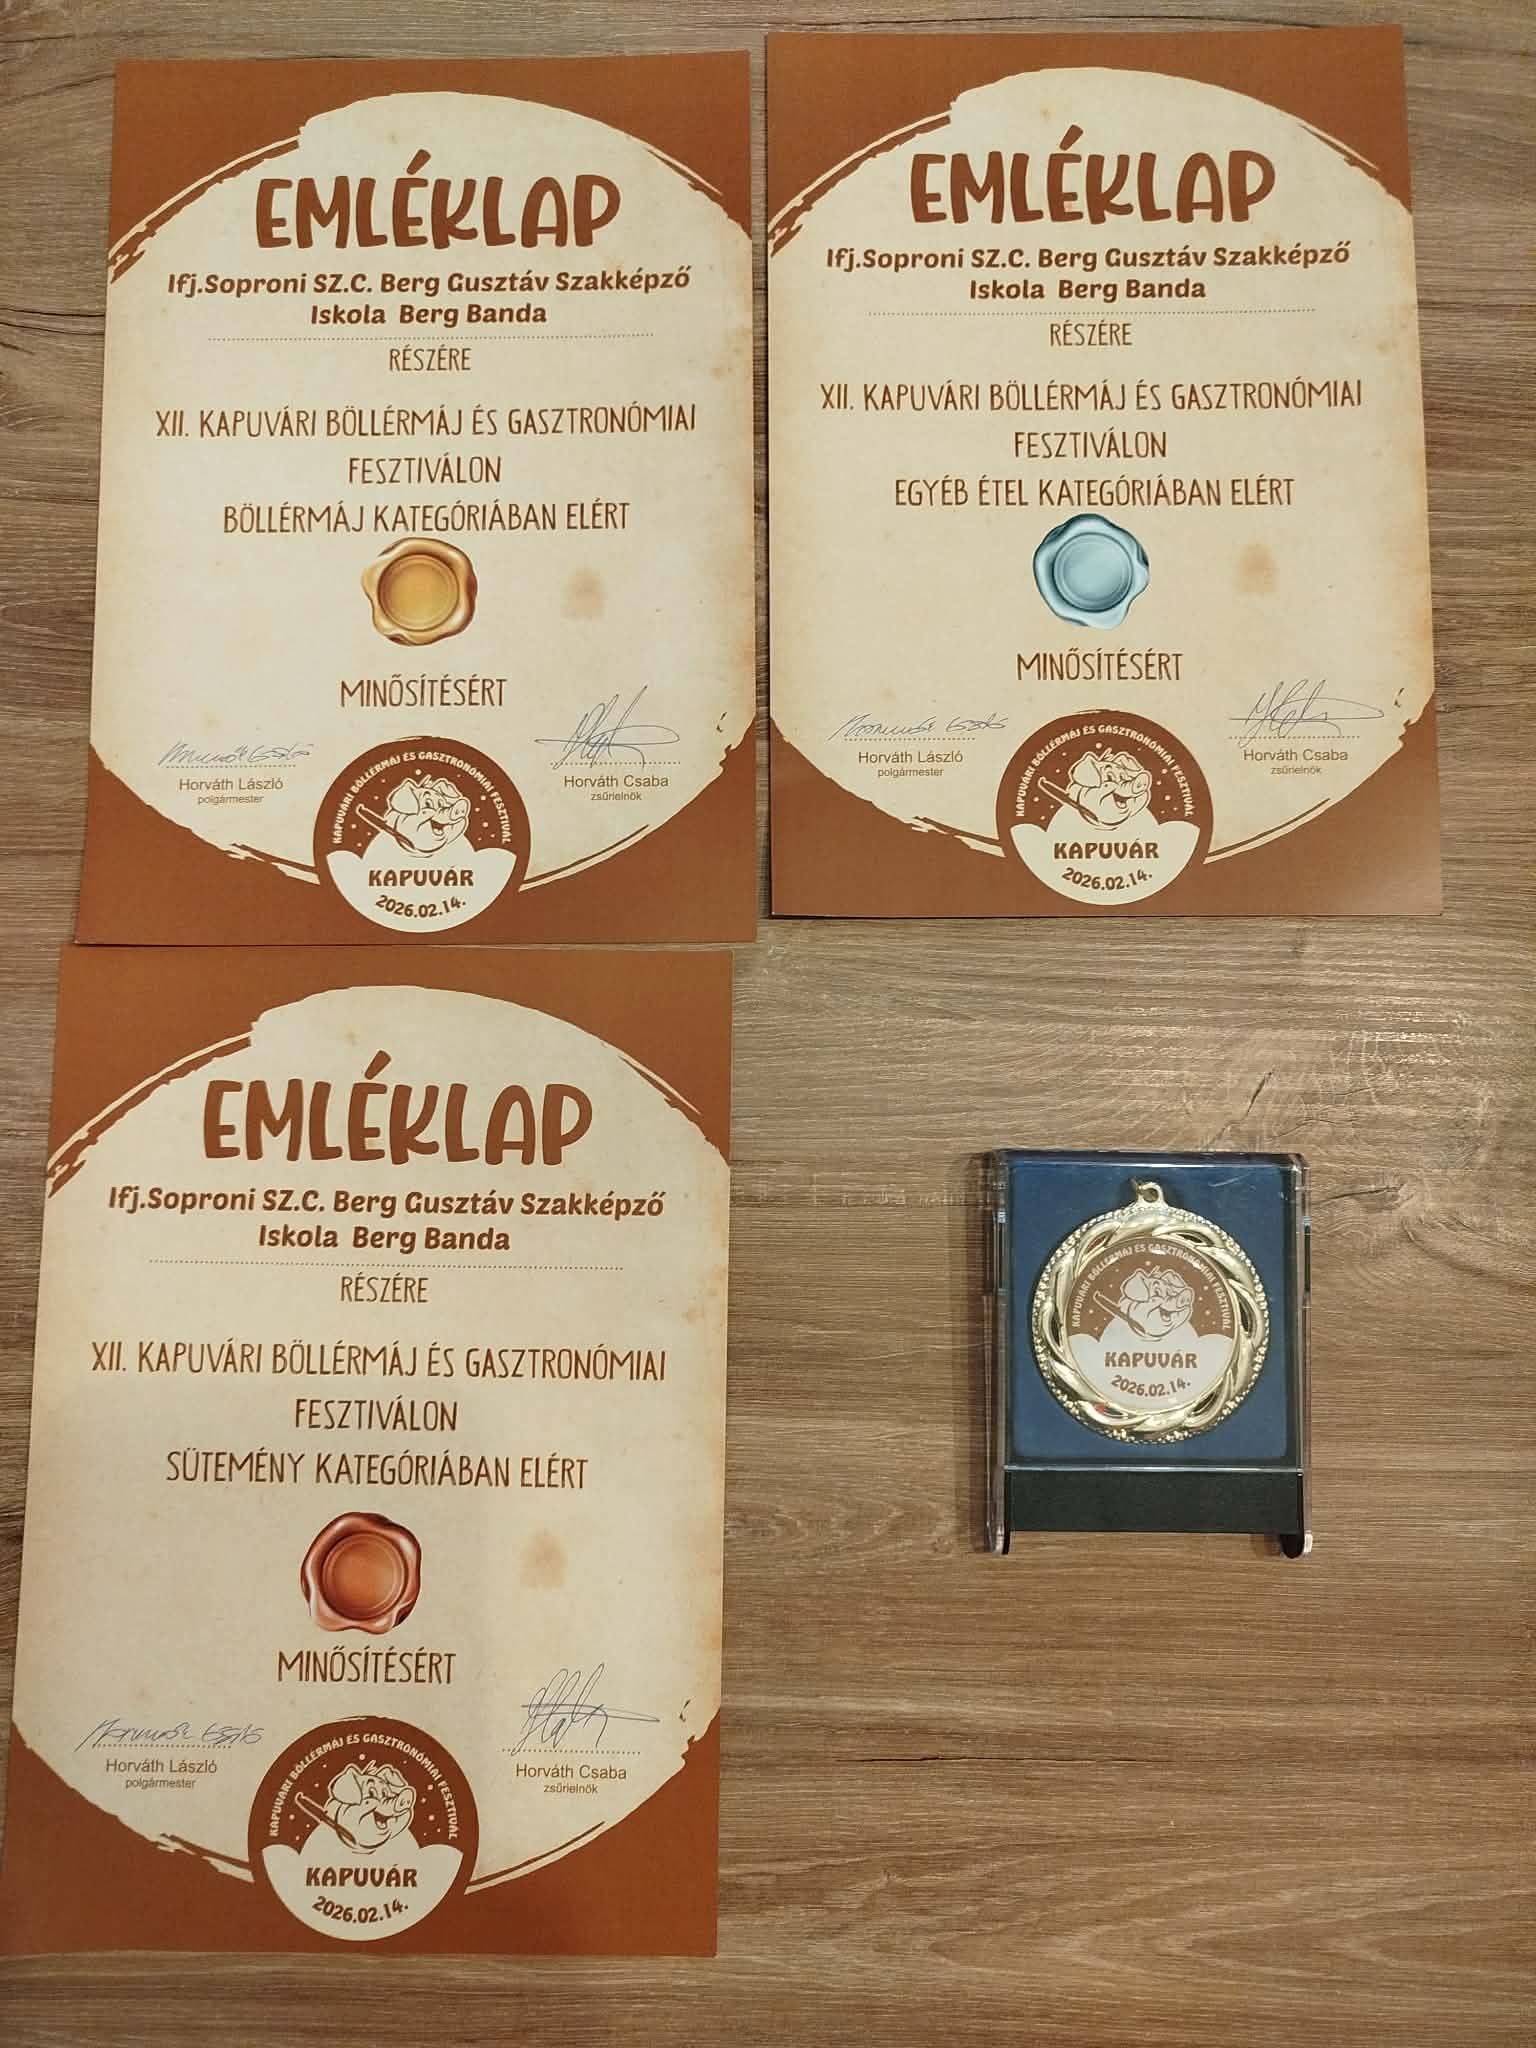 EMLÉKLAP
Ifj.Soproni SZ.C. Berg Gusztáv Szakképző
Iskola Berg Banda
RÉSZÉRE
XII. KAPUVÁRI BÖLLÉRMÁJ ÉS GASZTRONÓMIAI
FESZTIVÁLON
BÖLLÉRMÁJ KATEGÓRIÁBAN ELÉRT
MINŐSÍTÉSÉRT
Horváth László
polgármester
Horváth Csaba
zsűrielnök
KAPUVÁRI BÖLLÉRMÁJ ÉS GASZTRONÓMIAI FESZTIVÁL
KAPUVÁR
2026.02.14.
EMLÉKLAP
Ifj.Soproni SZ.C. Berg Gusztáv Szakképző
Iskola Berg Banda
RÉSZÉRE
XII. KAPUVÁRI BÖLLÉRMÁJ ÉS GASZTRONÓMIAI
FESZTIVÁLON
EGYÉB ÉTEL KATEGÓRIÁBAN ELÉRT
MINŐSÍTÉSÉRT
Horváth László
polgármester
Horváth Csaba
zsűrielnök
KAPUVÁRI BÖLLÉRMÁJ ÉS GASZTRONÓMIAI FESZTIVÁL
KAPUVÁR
2026.02.14.
EMLÉKLAP
Ifj.Soproni SZ.C. Berg Gusztáv Szakképző
Iskola Berg Banda
RÉSZÉRE
XII. KAPUVÁRI BÖLLÉRMÁJ ÉS GASZTRONÓMIAI
FESZTIVÁLON
SÜTEMÉNY KATEGÓRIÁBAN ELÉRT
MINŐSÍTÉSÉRT
Horváth László
polgármester
Horváth Csaba
zsűrielnök
KAPUVÁRI BÖLLÉRMÁJ ÉS GASZTRONÓMIAI FESZTIVÁL
KAPUVÁR
2026.02.14.
KAPUVÁRI BÖLLÉRMÁJ ÉS GASZTRONÓMIAI FESZTIVÁL
KAPUVÁR
2026.02.14.